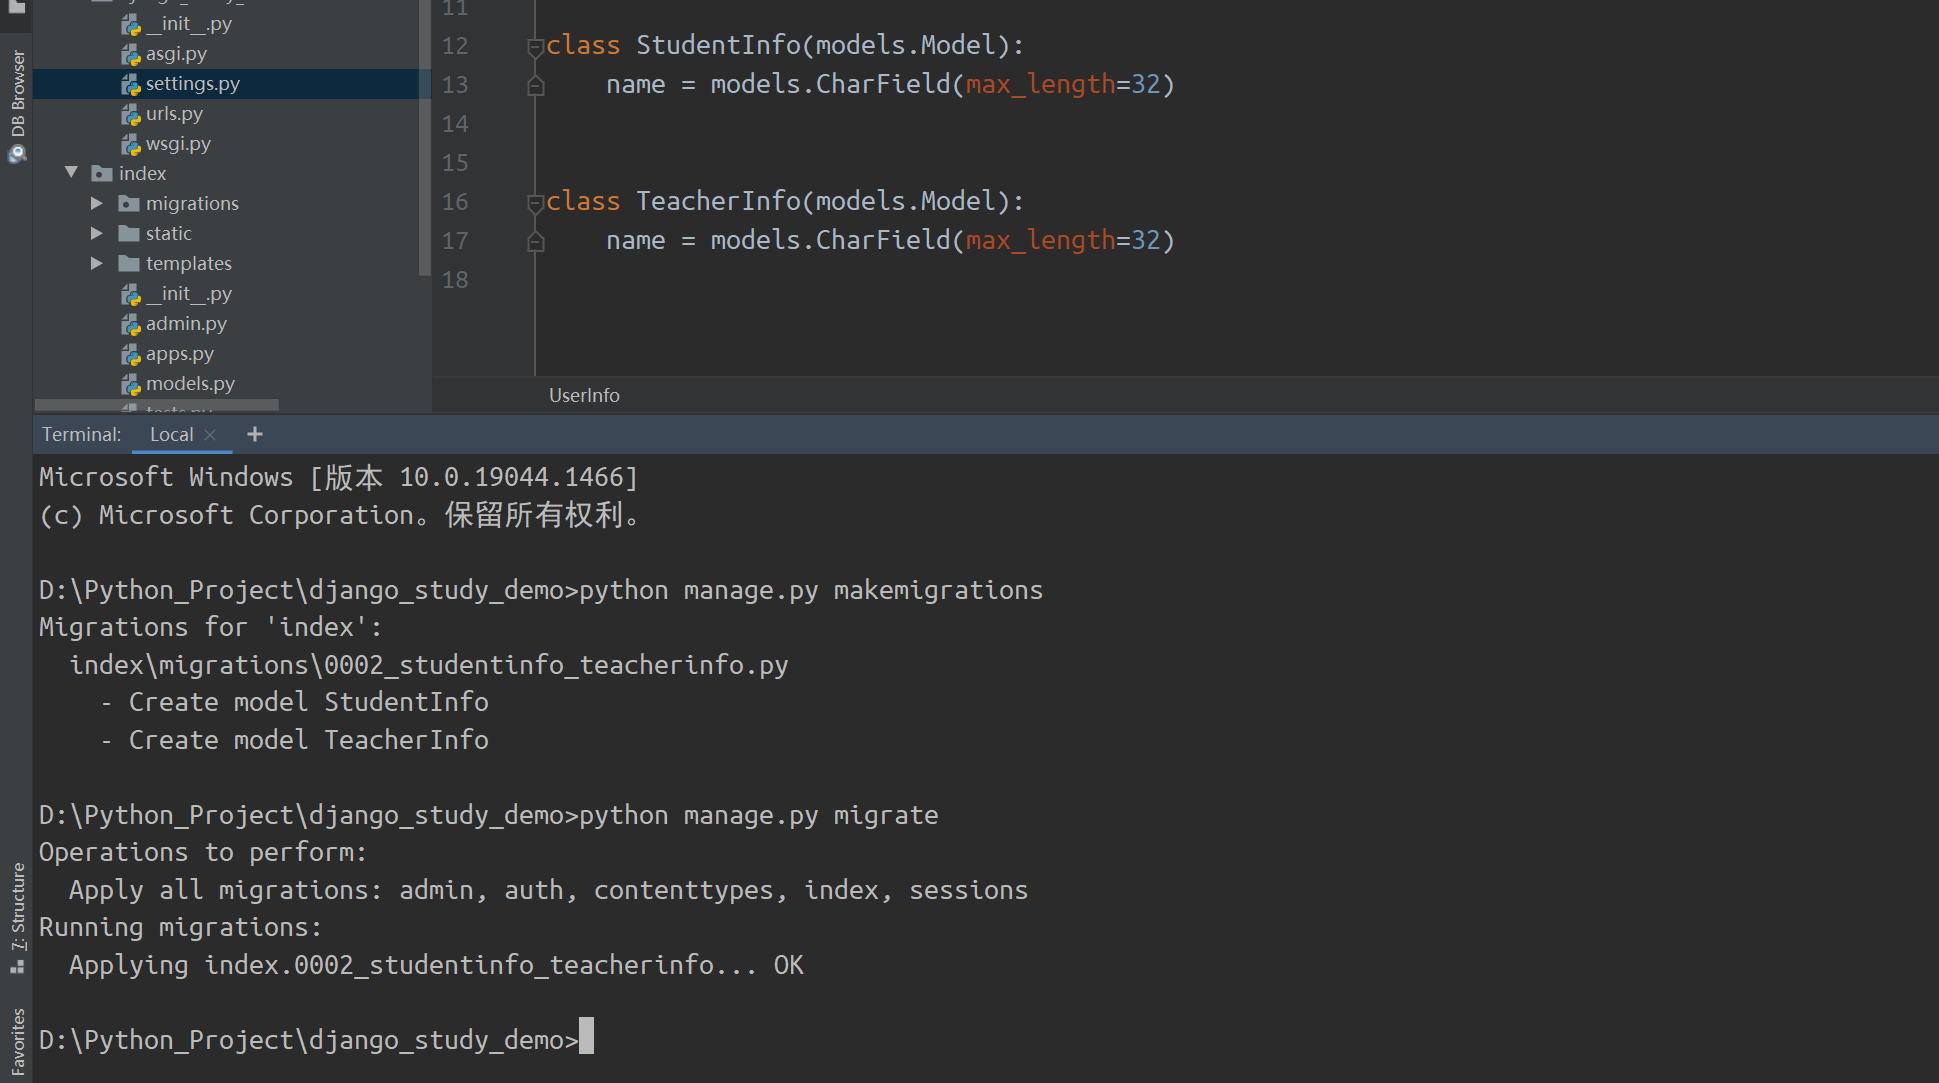 DB Browser
__init__.py
asgi.py
settings.py
urls.py
wsgi.py
index
migrations
static
templates
__init__.py
admin.py
apps.py
models.py
11
12 class StudentInfo(models.Model):
13 name = models.CharField(max_length=32)
14
15
16 class TeacherInfo(models.Model):
17 name = models.CharField(max_length=32)
18
UserInfo
Terminal: Local × +
Microsoft Windows [版本 10.0.19044.1466]
(c) Microsoft Corporation。保留所有权利。
D:\Python_Project\django_study_demo>python manage.py makemigrations
Migrations for 'index':
index\migrations\0002_studentinfo_teacherinfo.py
- Create model StudentInfo
- Create model TeacherInfo
D:\Python_Project\django_study_demo>python manage.py migrate
Operations to perform:
Apply all migrations: admin, auth, contenttypes, index, sessions
Running migrations:
Applying index.0002_studentinfo_teacherinfo... OK
D:\Python_Project\django_study_demo>
7: Structure
Favorites